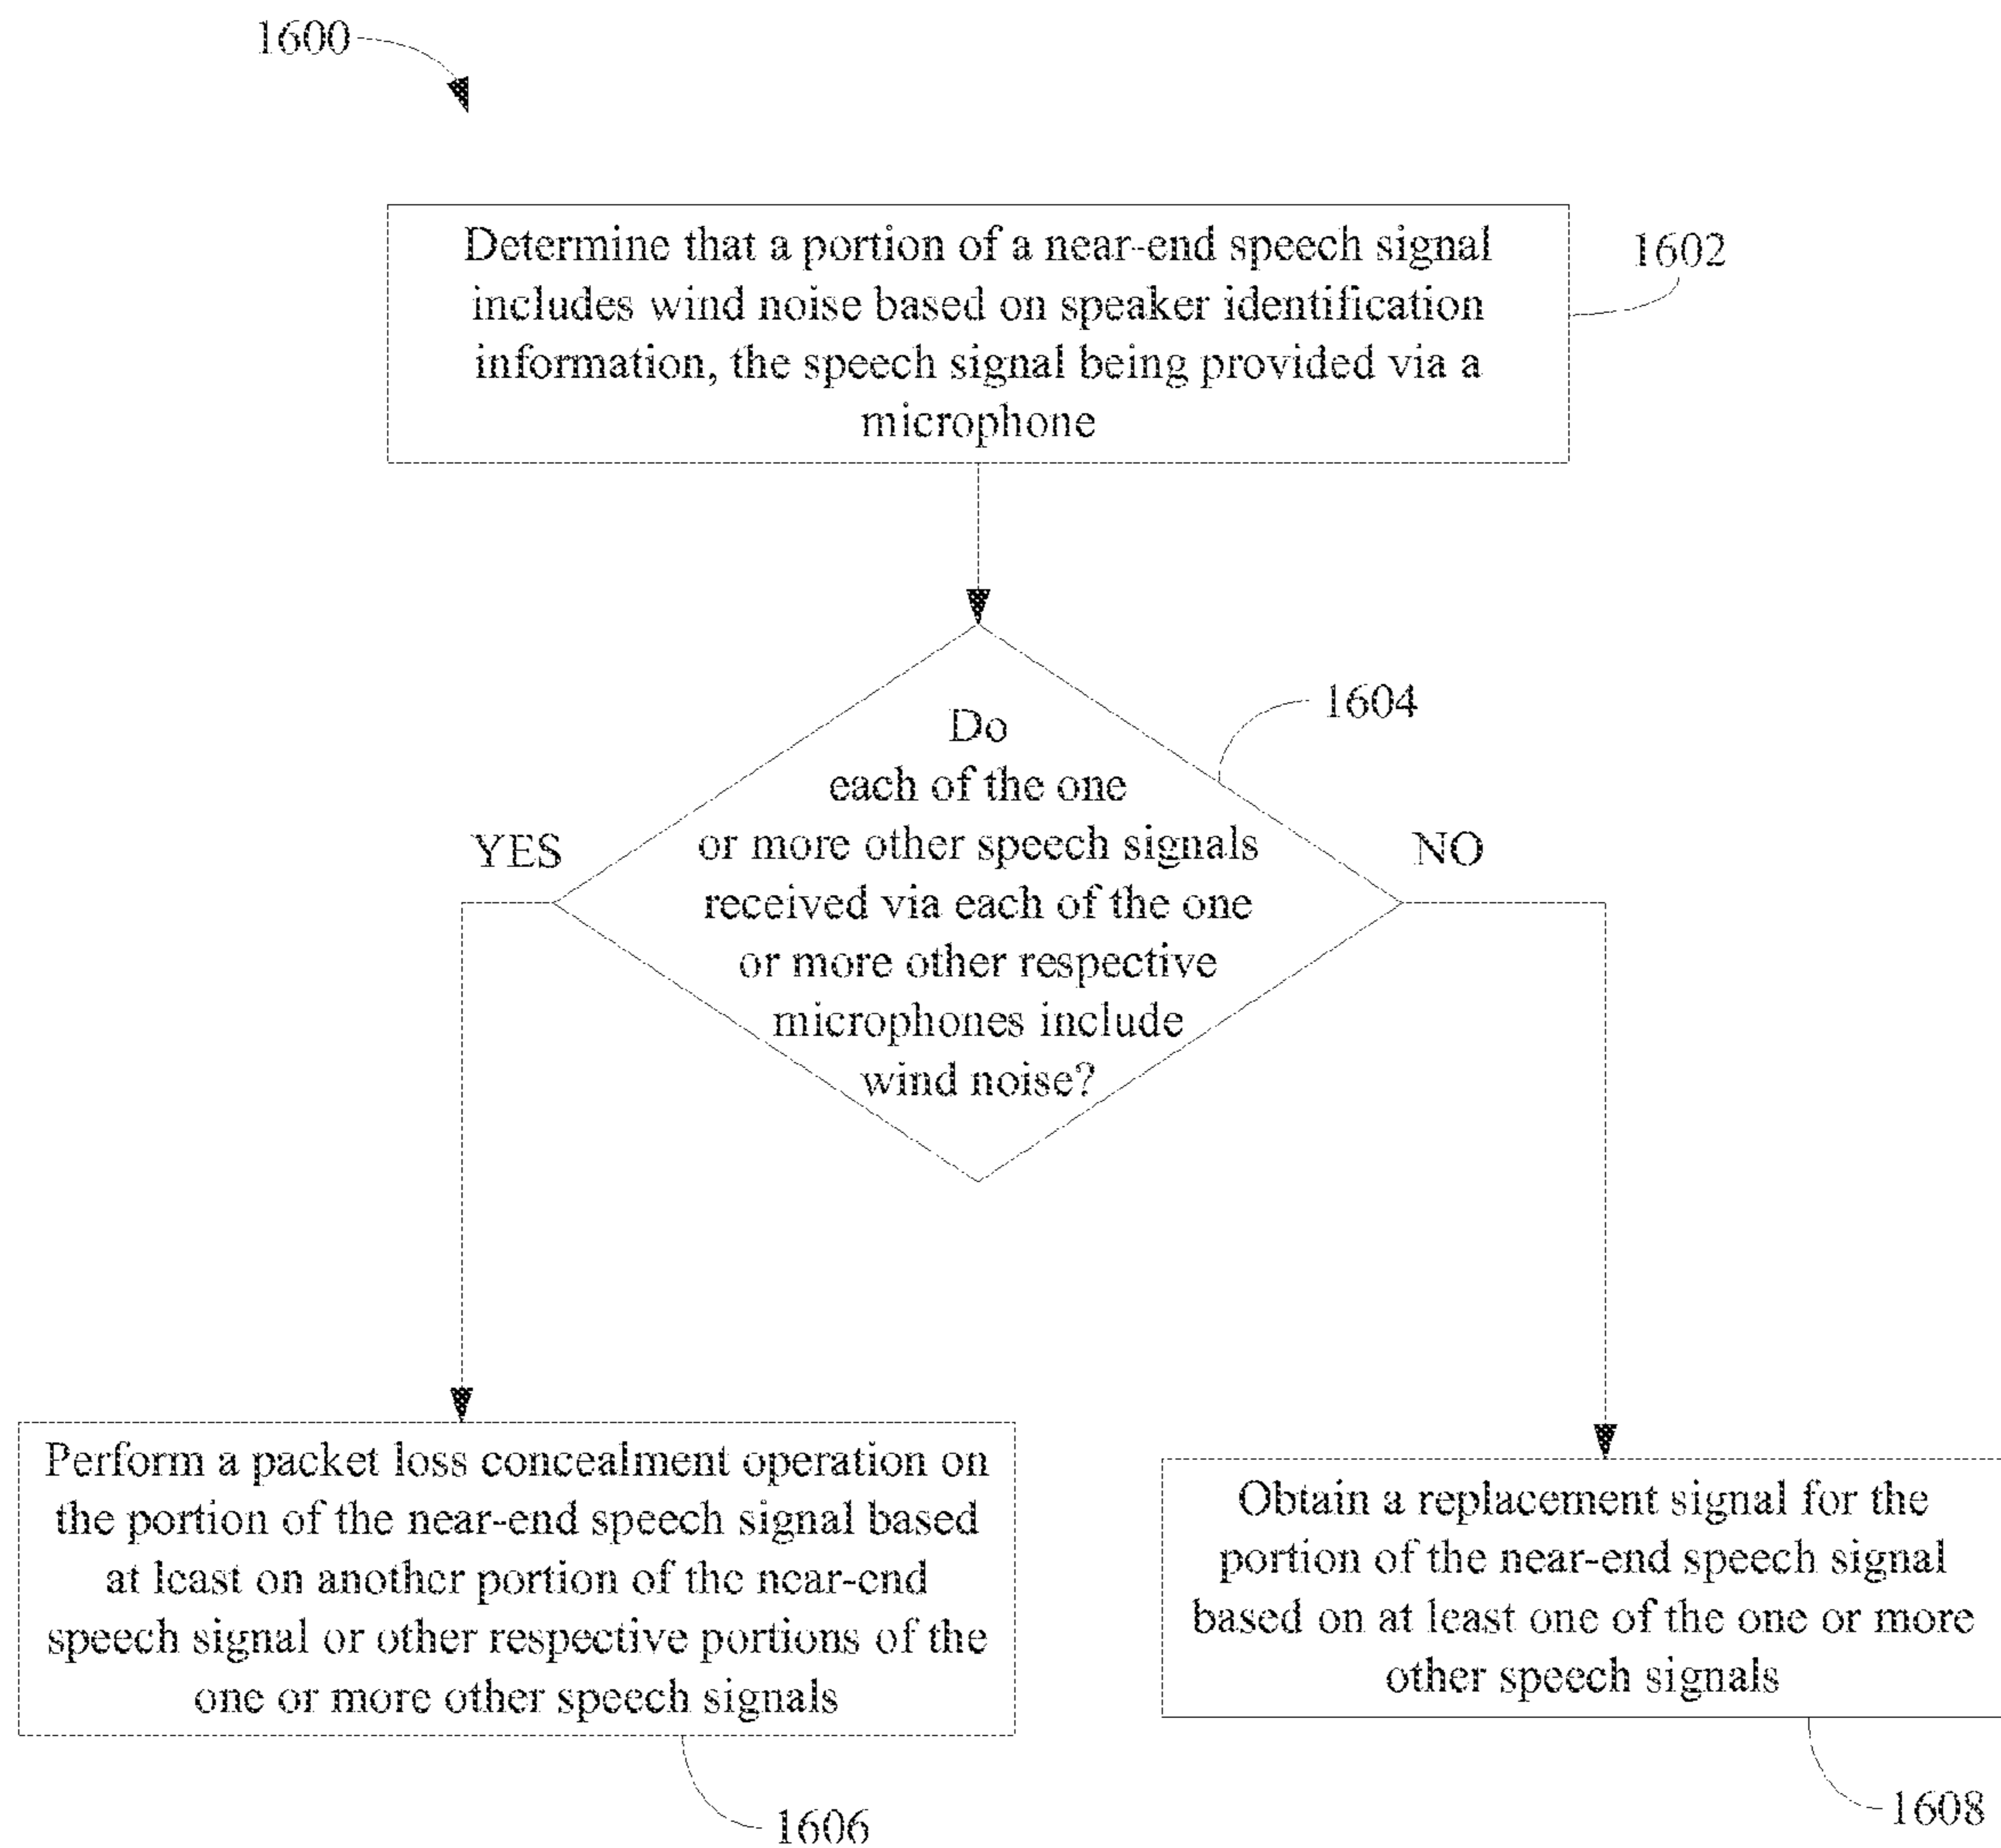 1600
Determine that a portion of a near-end speech signal
includes wind noise based on speaker identification
information, the speech signal being provided via a
microphone
1602
1604
Do
each of the one
or more other speech signals
received via each of the one
or more other respective
microphones include
wind noise?
YES
NO
Perform a packet loss concealment operation on
the portion of the near-end speech signal based
at least on another portion of the near-end
speech signal or other respective portions of the
one or more other speech signals
1606
Obtain a replacement signal for the
portion of the near-end speech signal
based on at least one of the one or more
other speech signals
1608